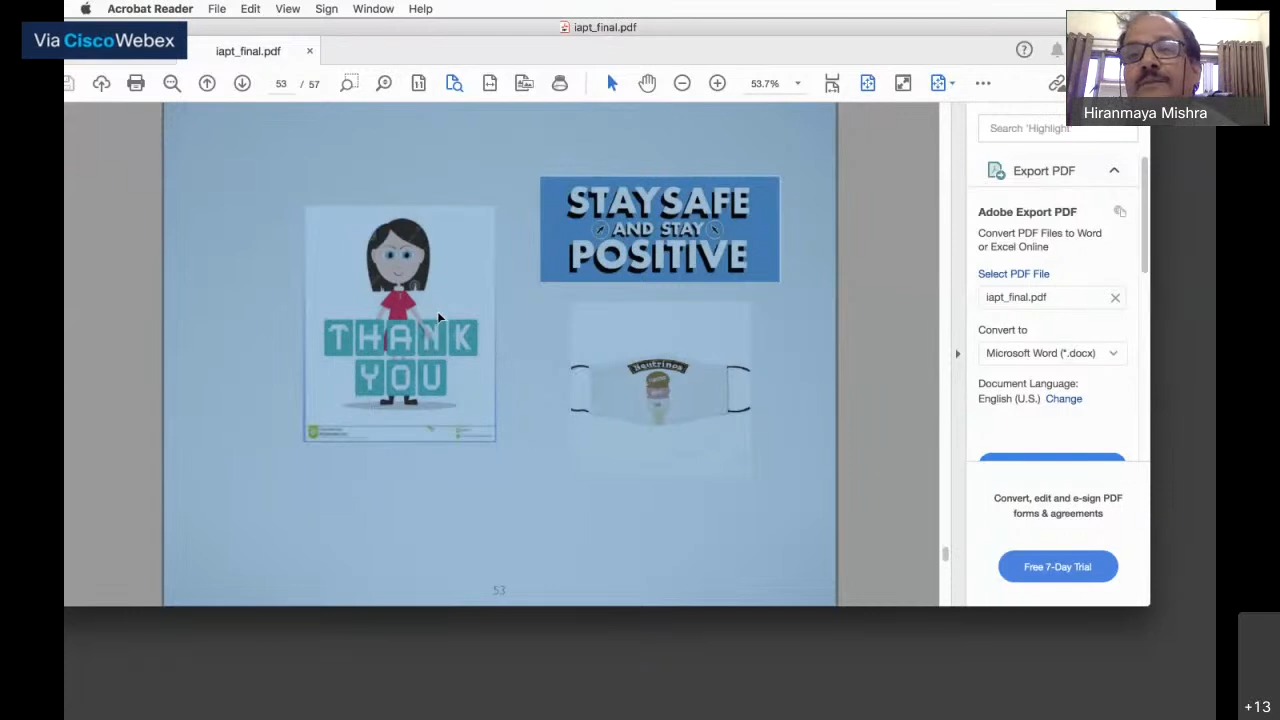 Acrobat Reader File Edit View Sign Window Help
iapt_final.pdf
Via CiscoWebex
iapt_final.pdf ×
53 / 57
53.7%
Hiranmaya Mishra
Search 'Highlight'
Export PDF
Adobe Export PDF
Convert PDF Files to Word
or Excel Online
Select PDF File
iapt_final.pdf
Convert to
Microsoft Word (*.docx)
Document Language:
English (U.S.) Change
Convert, edit and e-sign PDF
forms & agreements
Free 7-Day Trial
STAY SAFE
AND STAY
POSITIVE
THANK
YOU
Neutrinos
53
+13